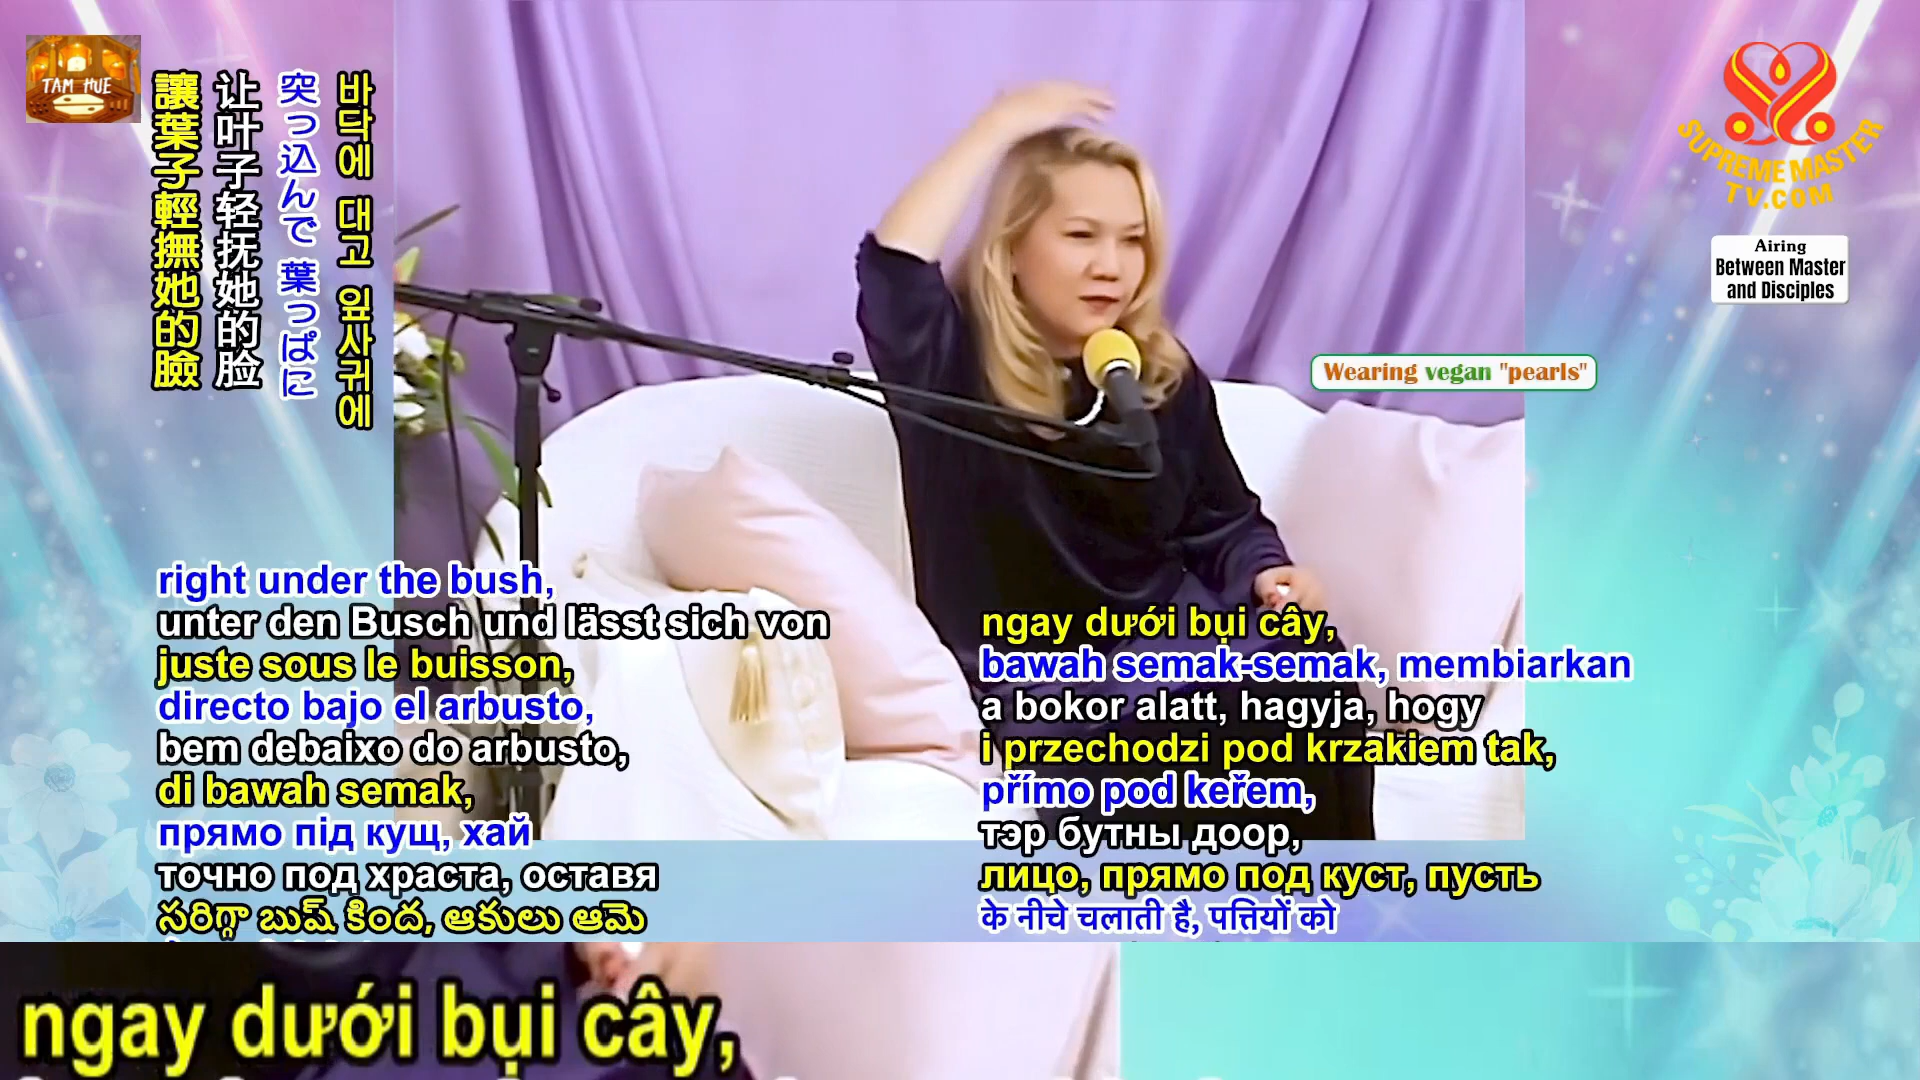 TAM HUE
讓葉子輕撫她的臉
让叶子轻抚她的脸
突っ込んで 葉っぱに
바닥에 대고 잎사귀에
SUPREME MASTER
TV.COM
Airing
Between Master
and Disciples
Wearing vegan "pearls"
right under the bush,
unter den Busch und lässt sich von
juste sous le buisson,
directo bajo el arbusto,
bem debaixo do arbusto,
di bawah semak,
прямо під кущ, хай
точно под храста, оставя
సరిగ్గా బుష్ కింద, ఆకులు ఆమె
ngay dưới bụi cây,
bawah semak-semak, membiarkan
a bokor alatt, hagyja, hogy
i przechodzi pod krzakiem tak,
přímo pod keřem,
тэр бутны доор,
лицо, прямо под куст, пусть
के नीचे चलाती है, पत्तियों को
ngay dưới bụi cây,